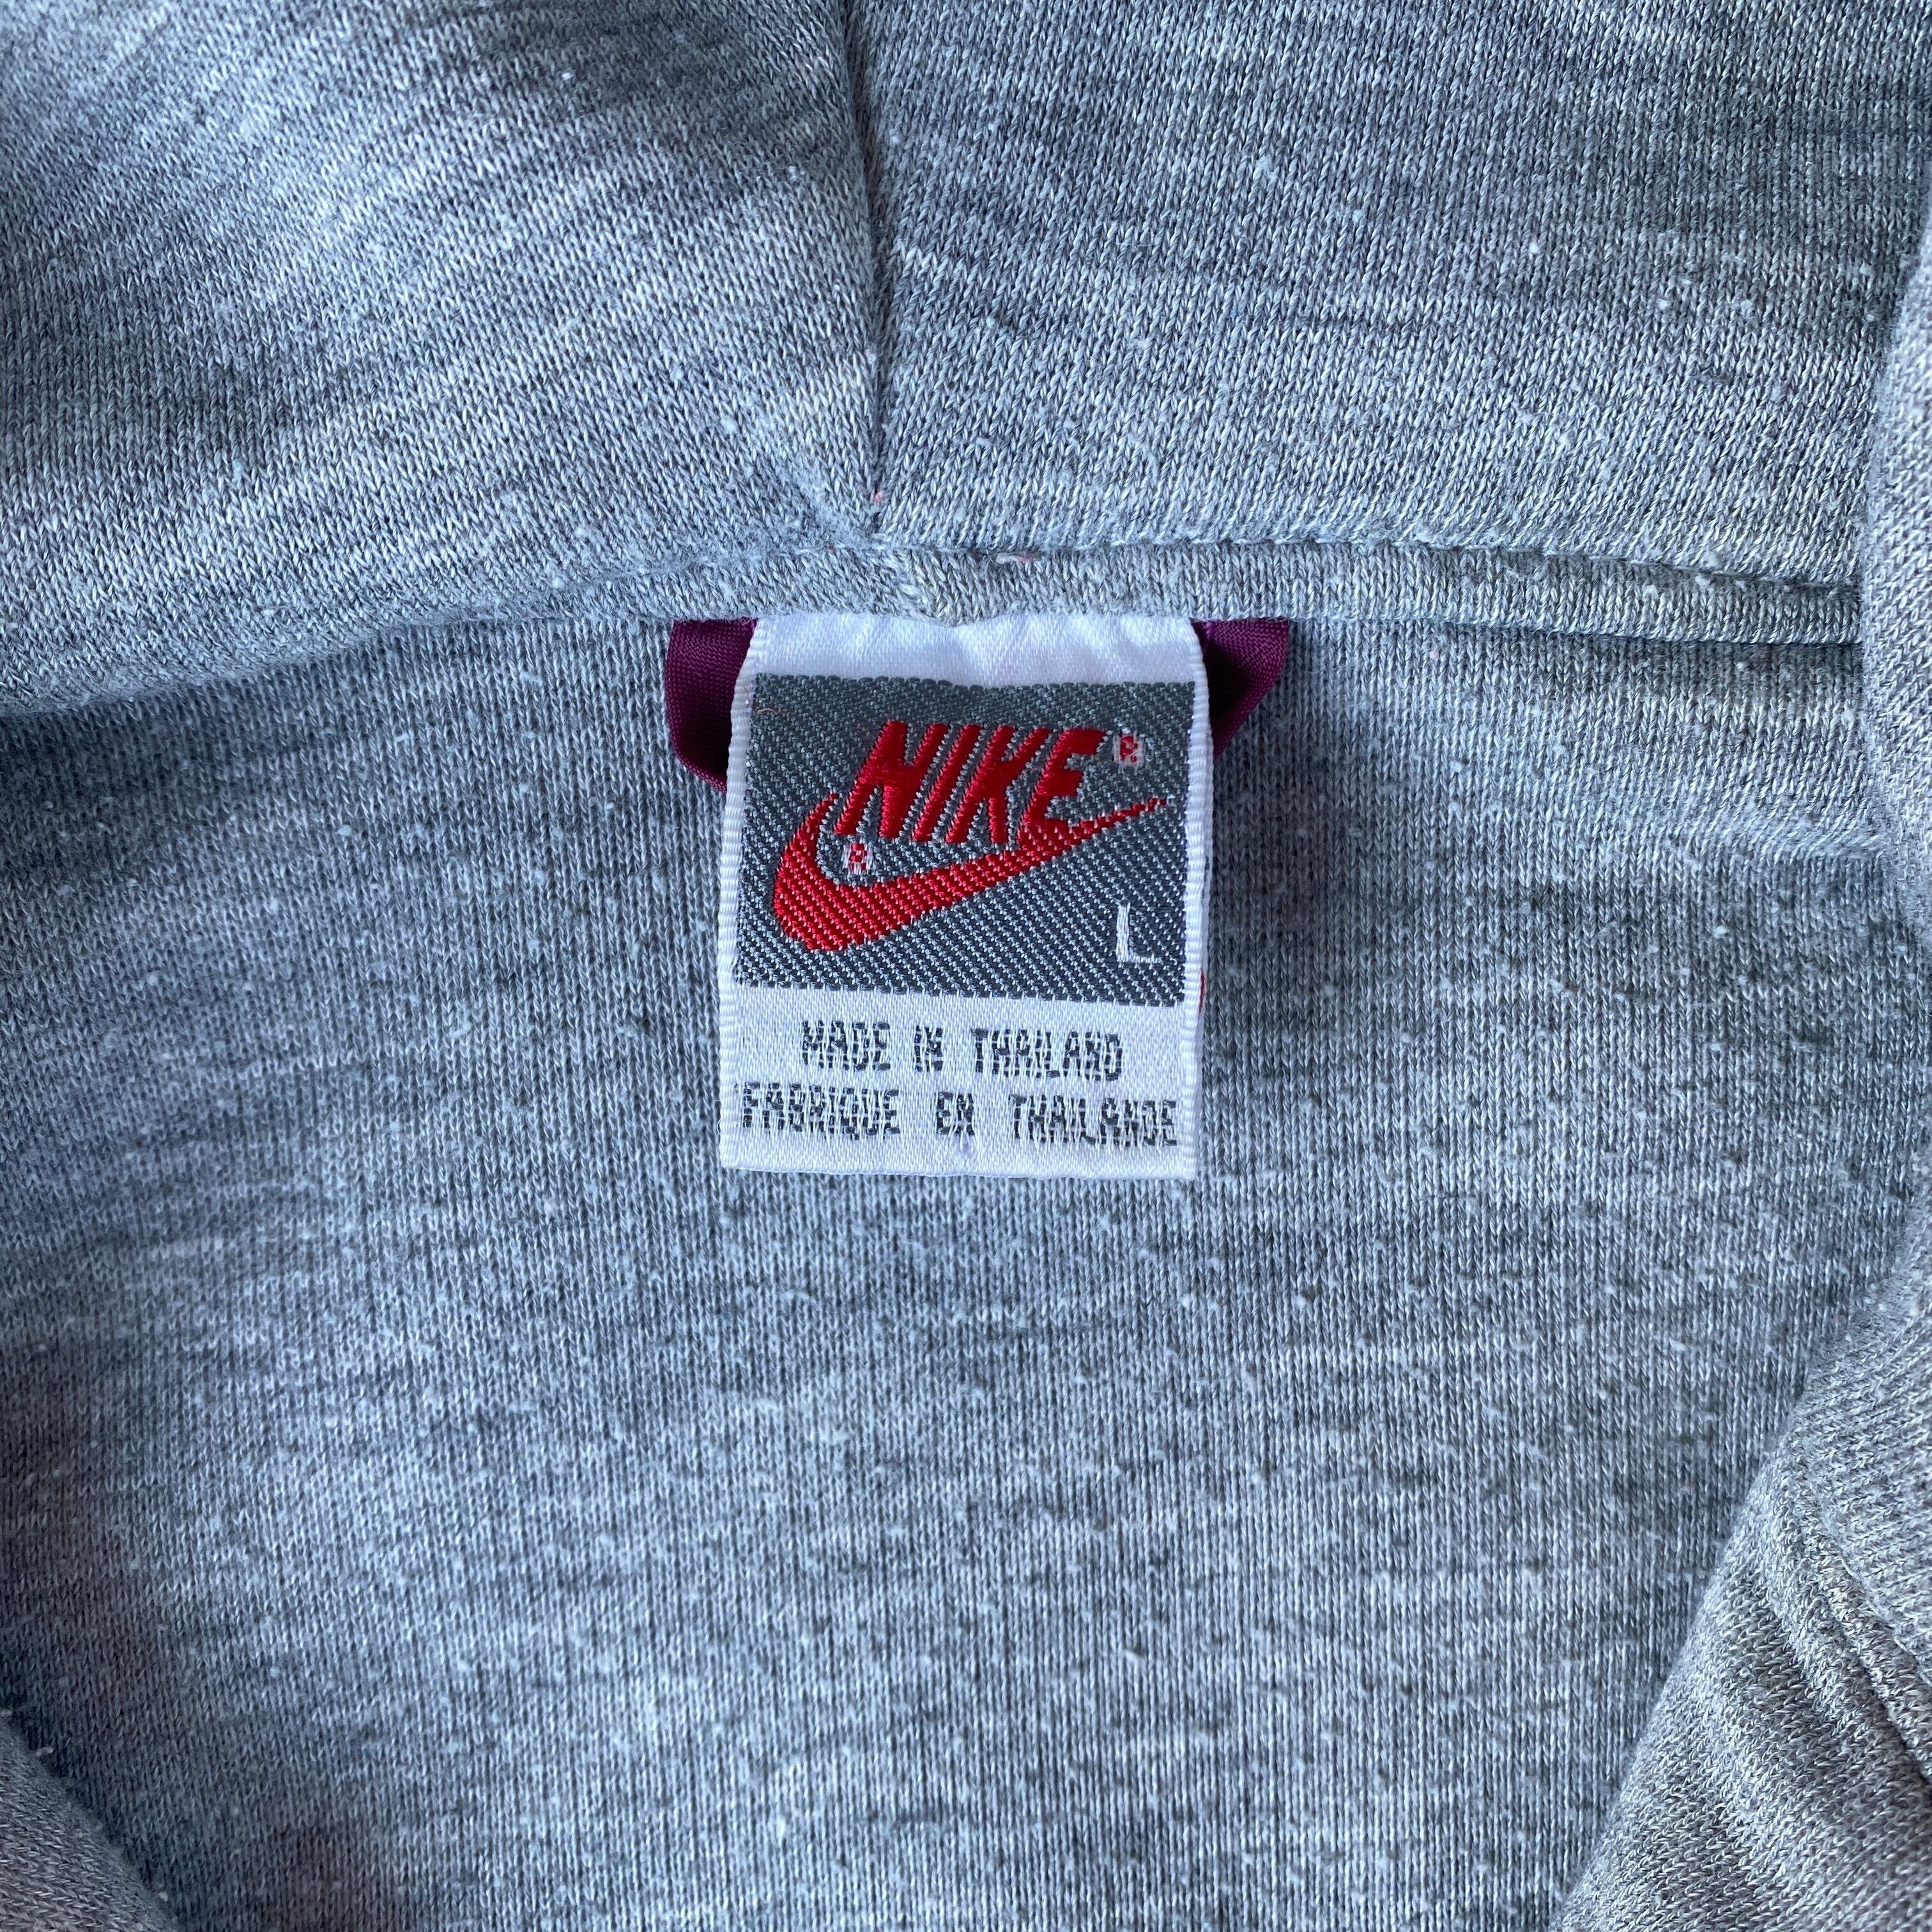 NIKE®
®
L
MADE IN THAILAND
FABRIQUE EN THAILANDE